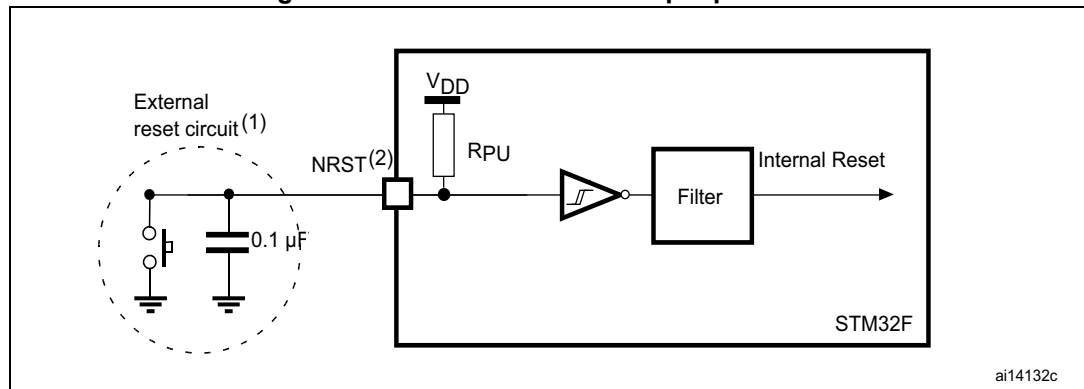 VDD
External
reset circuit(1)
NRST(2)
RPU
Internal Reset
Filter
0.1 µF
STM32F
ai14132c